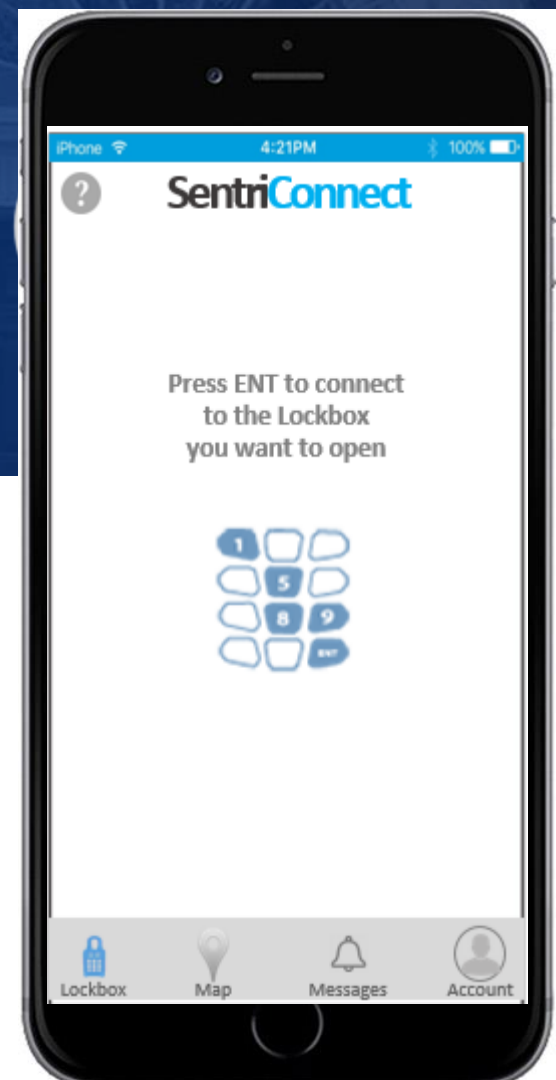 iPhone 4:21PM 100%
? SentriConnect
Press ENT to connect
to the Lockbox
you want to open
1
5
8 9
ENT
Lockbox Map Messages Account